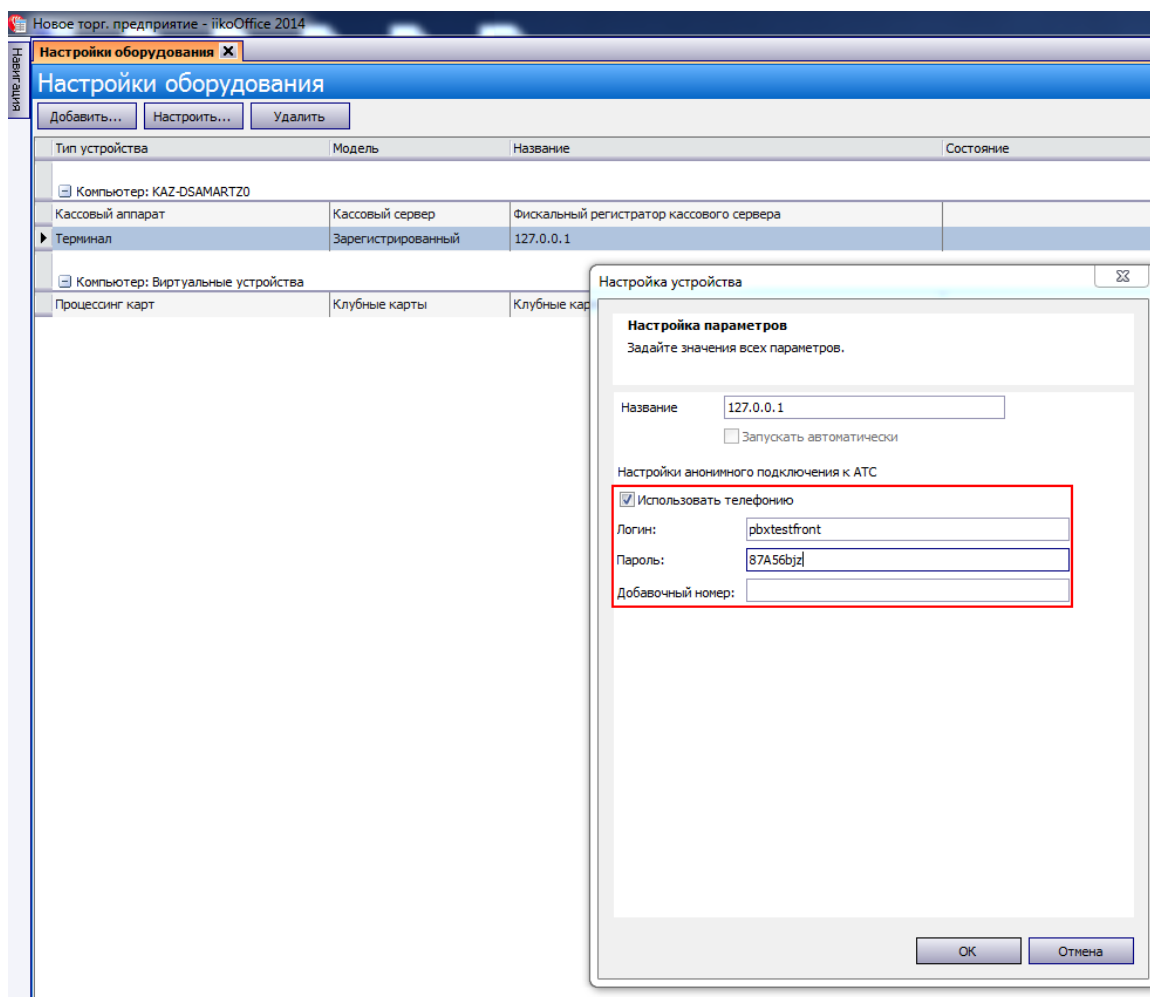 Новое торг. предприятие - iikoOffice 2014
Навигация
Настройки оборудования X
Настройки оборудования
Добавить... Настроить... Удалить
Тип устройства Модель Название Состояние
Компьютер: KAZ-DSAMARTZ0
Кассовый аппарат Кассовый сервер Фискальный регистратор кассового сервера
Терминал Зарегистрированный 127.0.0.1
Компьютер: Виртуальные устройства
Процессинг карт Клубные карты Клубные кар
Настройка устройства
Настройка параметров
Задайте значения всех параметров.
Название 127.0.0.1
Запускать автоматически
Настройки анонимного подключения к АТС
Использовать телефонию
Логин: pbxtestfront
Пароль: 87A56bjz
Добавочный номер:
OK Отмена